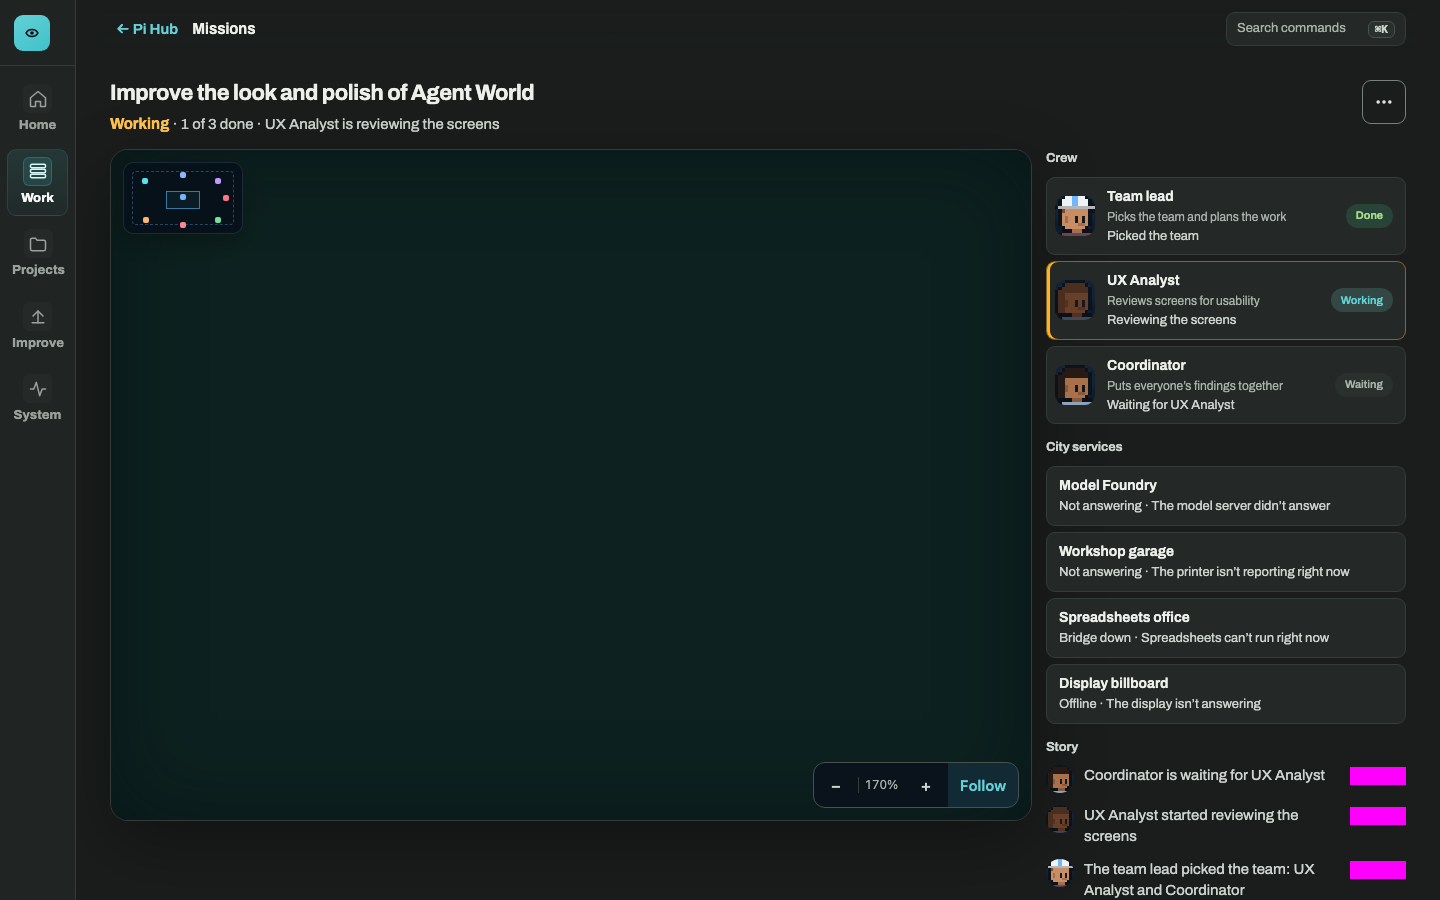 ← Pi Hub Missions
Search commands ⌘K
Home
Work
Projects
Improve
System
Improve the look and polish of Agent World
Working · 1 of 3 done · UX Analyst is reviewing the screens
− 170% + Follow
Crew
Team lead
Picks the team and plans the work
Picked the team
Done
UX Analyst
Reviews screens for usability
Reviewing the screens
Working
Coordinator
Puts everyone’s findings together
Waiting for UX Analyst
Waiting
City services
Model Foundry
Not answering · The model server didn’t answer
Workshop garage
Not answering · The printer isn’t reporting right now
Spreadsheets office
Bridge down · Spreadsheets can’t run right now
Display billboard
Offline · The display isn’t answering
Story
Coordinator is waiting for UX Analyst
UX Analyst started reviewing the
screens
The team lead picked the team: UX
Analyst and Coordinator